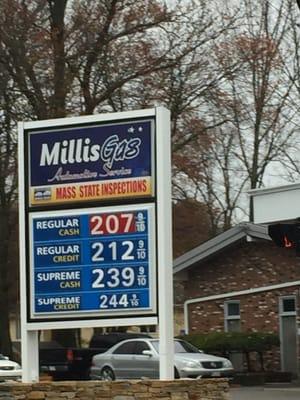 Millis Gas
Automotive Service
MASS STATE INSPECTIONS
REGULAR CASH 207 9/10
REGULAR CREDIT 212 9/10
SUPREME CASH 239 9/10
SUPREME CREDIT 244 9/10